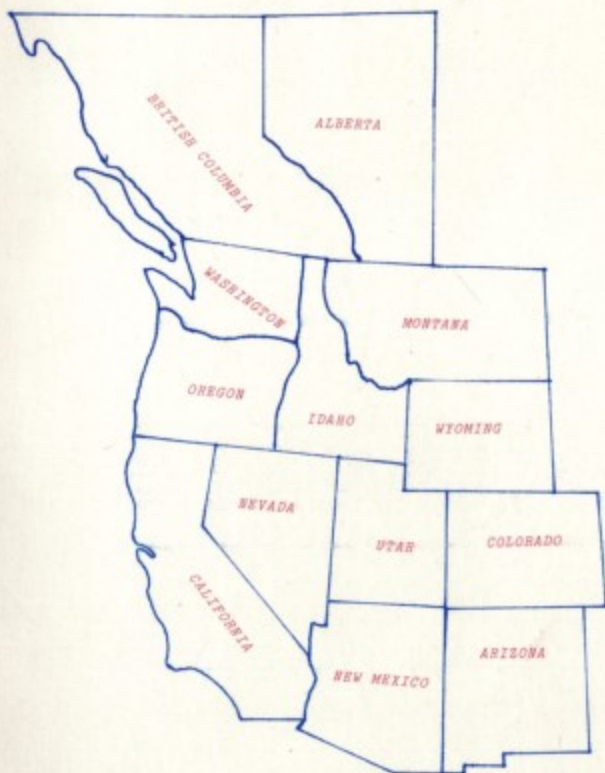 BRITISH COLUMBIA
ALBERTA
WASHINGTON
MONTANA
OREGON
IDAHO
WYOMING
NEVADA
UTAH
COLORADO
CALIFORNIA
NEW MEXICO
ARIZONA